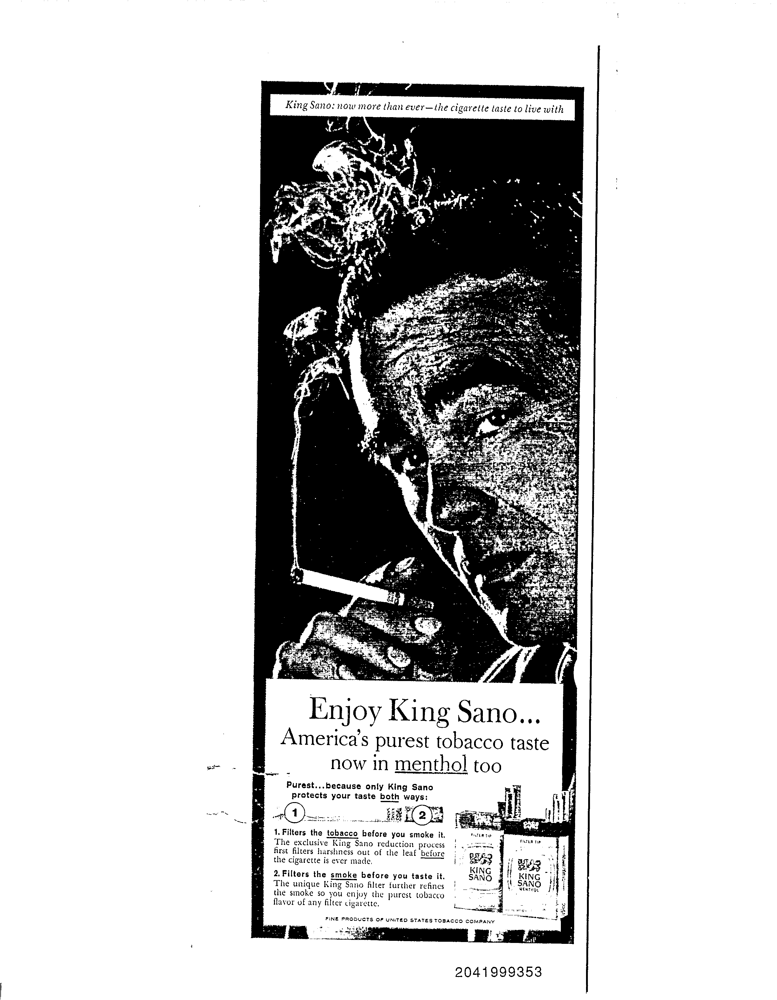 King Sano: now more than ever—the cigarette taste to live with
Enjoy King Sano...
America's purest tobacco taste
now in menthol too
Purest...because only King Sano
protects your taste both ways:
1
2
1. Filters the tobacco before you smoke it.
The exclusive King Sano reduction process
first filters harshness out of the leaf before
the cigarette is ever made.
2. Filters the smoke before you taste it.
The unique King Sano filter further refines
the smoke so you enjoy the purest tobacco
flavor of any filter cigarette.
FILTER TIP
KING
SANO
FILTER TIP
KING
SANO
MENTHOL
FINE PRODUCTS OF UNITED STATES TOBACCO COMPANY
2041999353